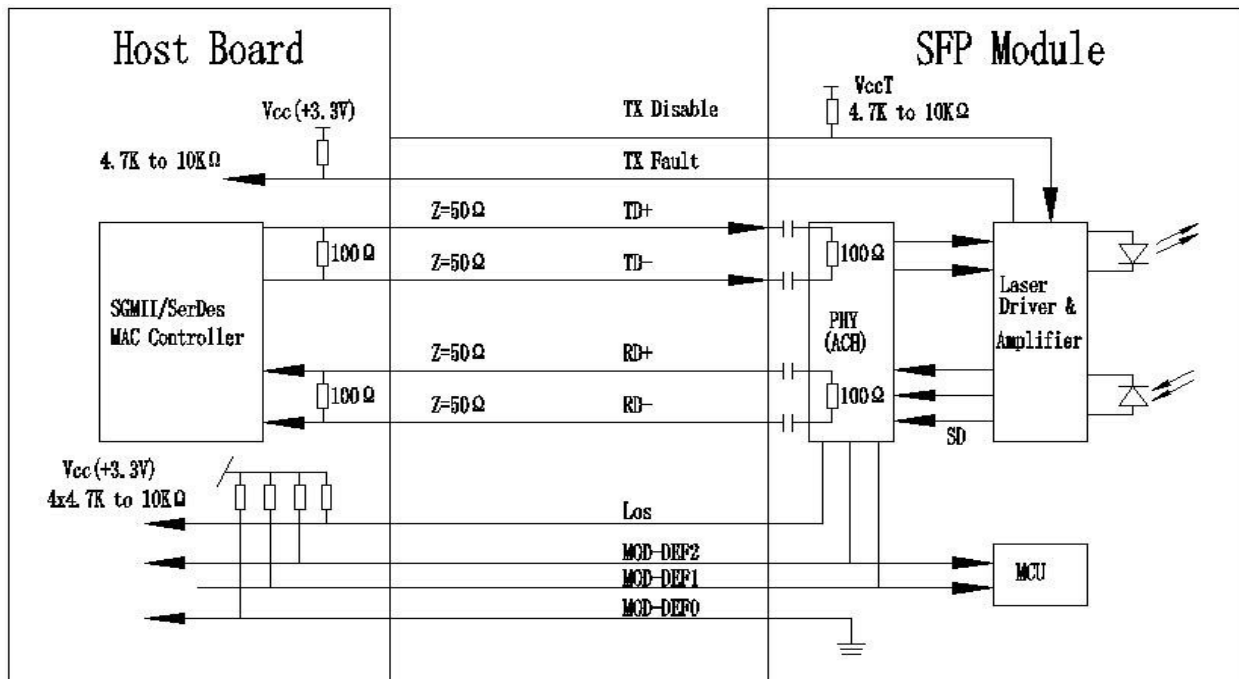 Host Board
SFP Module
VccT
4.7K to 10KΩ
Vcc(+3.3V)
TX Disable
4.7K to 10KΩ
TX Fault
Z=50Ω
TD+
100Ω
100Ω
Z=50Ω
TD-
SGMII/SerDes
MAC Controller
PHY
(ACH)
Laser
Driver &
Amplifier
Z=50Ω
RD+
100Ω
100Ω
Z=50Ω
RD-
SD
Vcc(+3.3V)
4x4.7K to 10KΩ
Los
MOD-DEF2
MOD-DEF1
MCU
MOD-DEF0